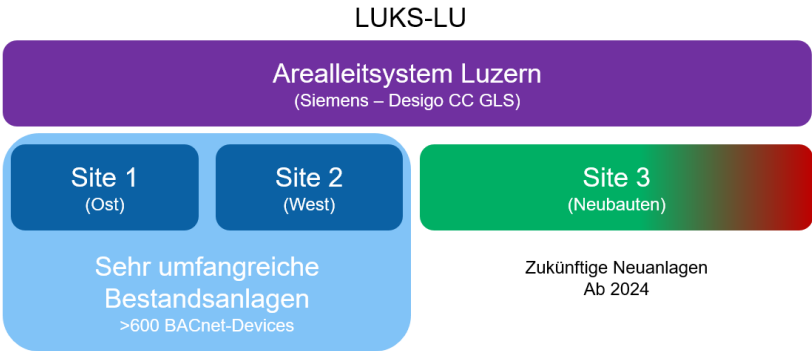 LUKS-LU
Arealleitsystem Luzern
(Siemens – Desigo CC GLS)
Site 1
(Ost)
Site 2
(West)
Site 3
(Neubauten)
Sehr umfangreiche
Bestandsanlagen
>600 BACnet-Devices
Zukünftige Neuanlagen
Ab 2024